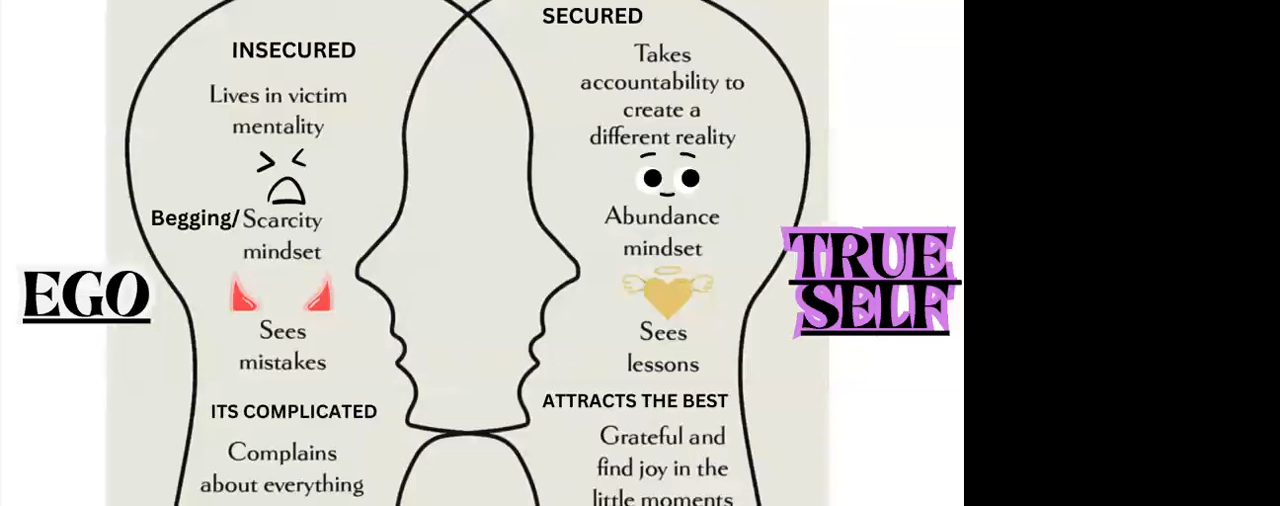 INSECURED
Lives in victim
mentality
Begging/Scarcity
mindset
EGO
Sees
mistakes
ITS COMPLICATED
Complains
about everything
SECURED
Takes
accountability to
create a
different reality
Abundance
mindset
TRUE
SELF
Sees
lessons
ATTRACTS THE BEST
Grateful and
find joy in the
little moments